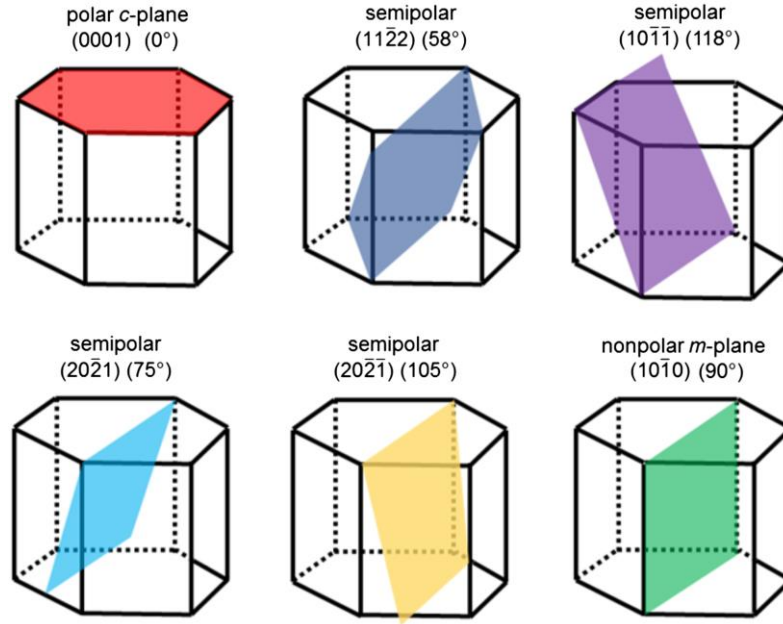 polar c-plane
(0001) (0°)
semipolar
(112̅2) (58°)
semipolar
(101̅1̅) (118°)
semipolar
(202̅1) (75°)
semipolar
(202̅1̅) (105°)
nonpolar m-plane
(101̅0) (90°)